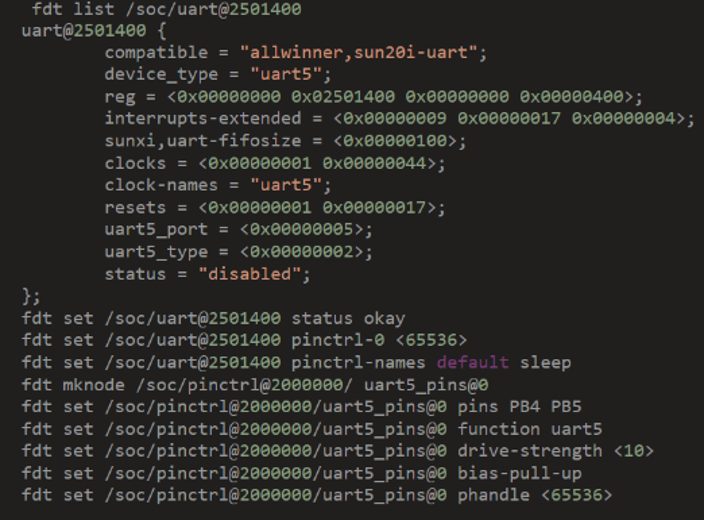 fdt list /soc/uart@2501400
uart@2501400 {
compatible = "allwinner,sun20i-uart";
device_type = "uart5";
reg = <0x00000000 0x02501400 0x00000000 0x00000400>;
interrupts-extended = <0x00000009 0x00000017 0x00000004>;
sunxi,uart-fifosize = <0x00000100>;
clocks = <0x00000001 0x00000044>;
clock-names = "uart5";
resets = <0x00000001 0x00000017>;
uart5_port = <0x00000005>;
uart5_type = <0x00000002>;
status = "disabled";
};
fdt set /soc/uart@2501400 status okay
fdt set /soc/uart@2501400 pinctrl-0 <65536>
fdt set /soc/uart@2501400 pinctrl-names default sleep
fdt mknode /soc/pinctrl@2000000/ uart5_pins@0
fdt set /soc/pinctrl@2000000/uart5_pins@0 pins PB4 PB5
fdt set /soc/pinctrl@2000000/uart5_pins@0 function uart5
fdt set /soc/pinctrl@2000000/uart5_pins@0 drive-strength <10>
fdt set /soc/pinctrl@2000000/uart5_pins@0 bias-pull-up
fdt set /soc/pinctrl@2000000/uart5_pins@0 phandle <65536>